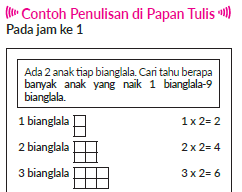 Contoh Penulisan di Papan Tulis
Pada jam ke 1
Ada 2 anak tiap bianglala. Cari tahu berapa
banyak anak yang naik 1 bianglala-9
bianglala.
1 bianglala 1 x 2= 2
2 bianglala 2 x 2= 4
3 bianglala 3 x 2= 6